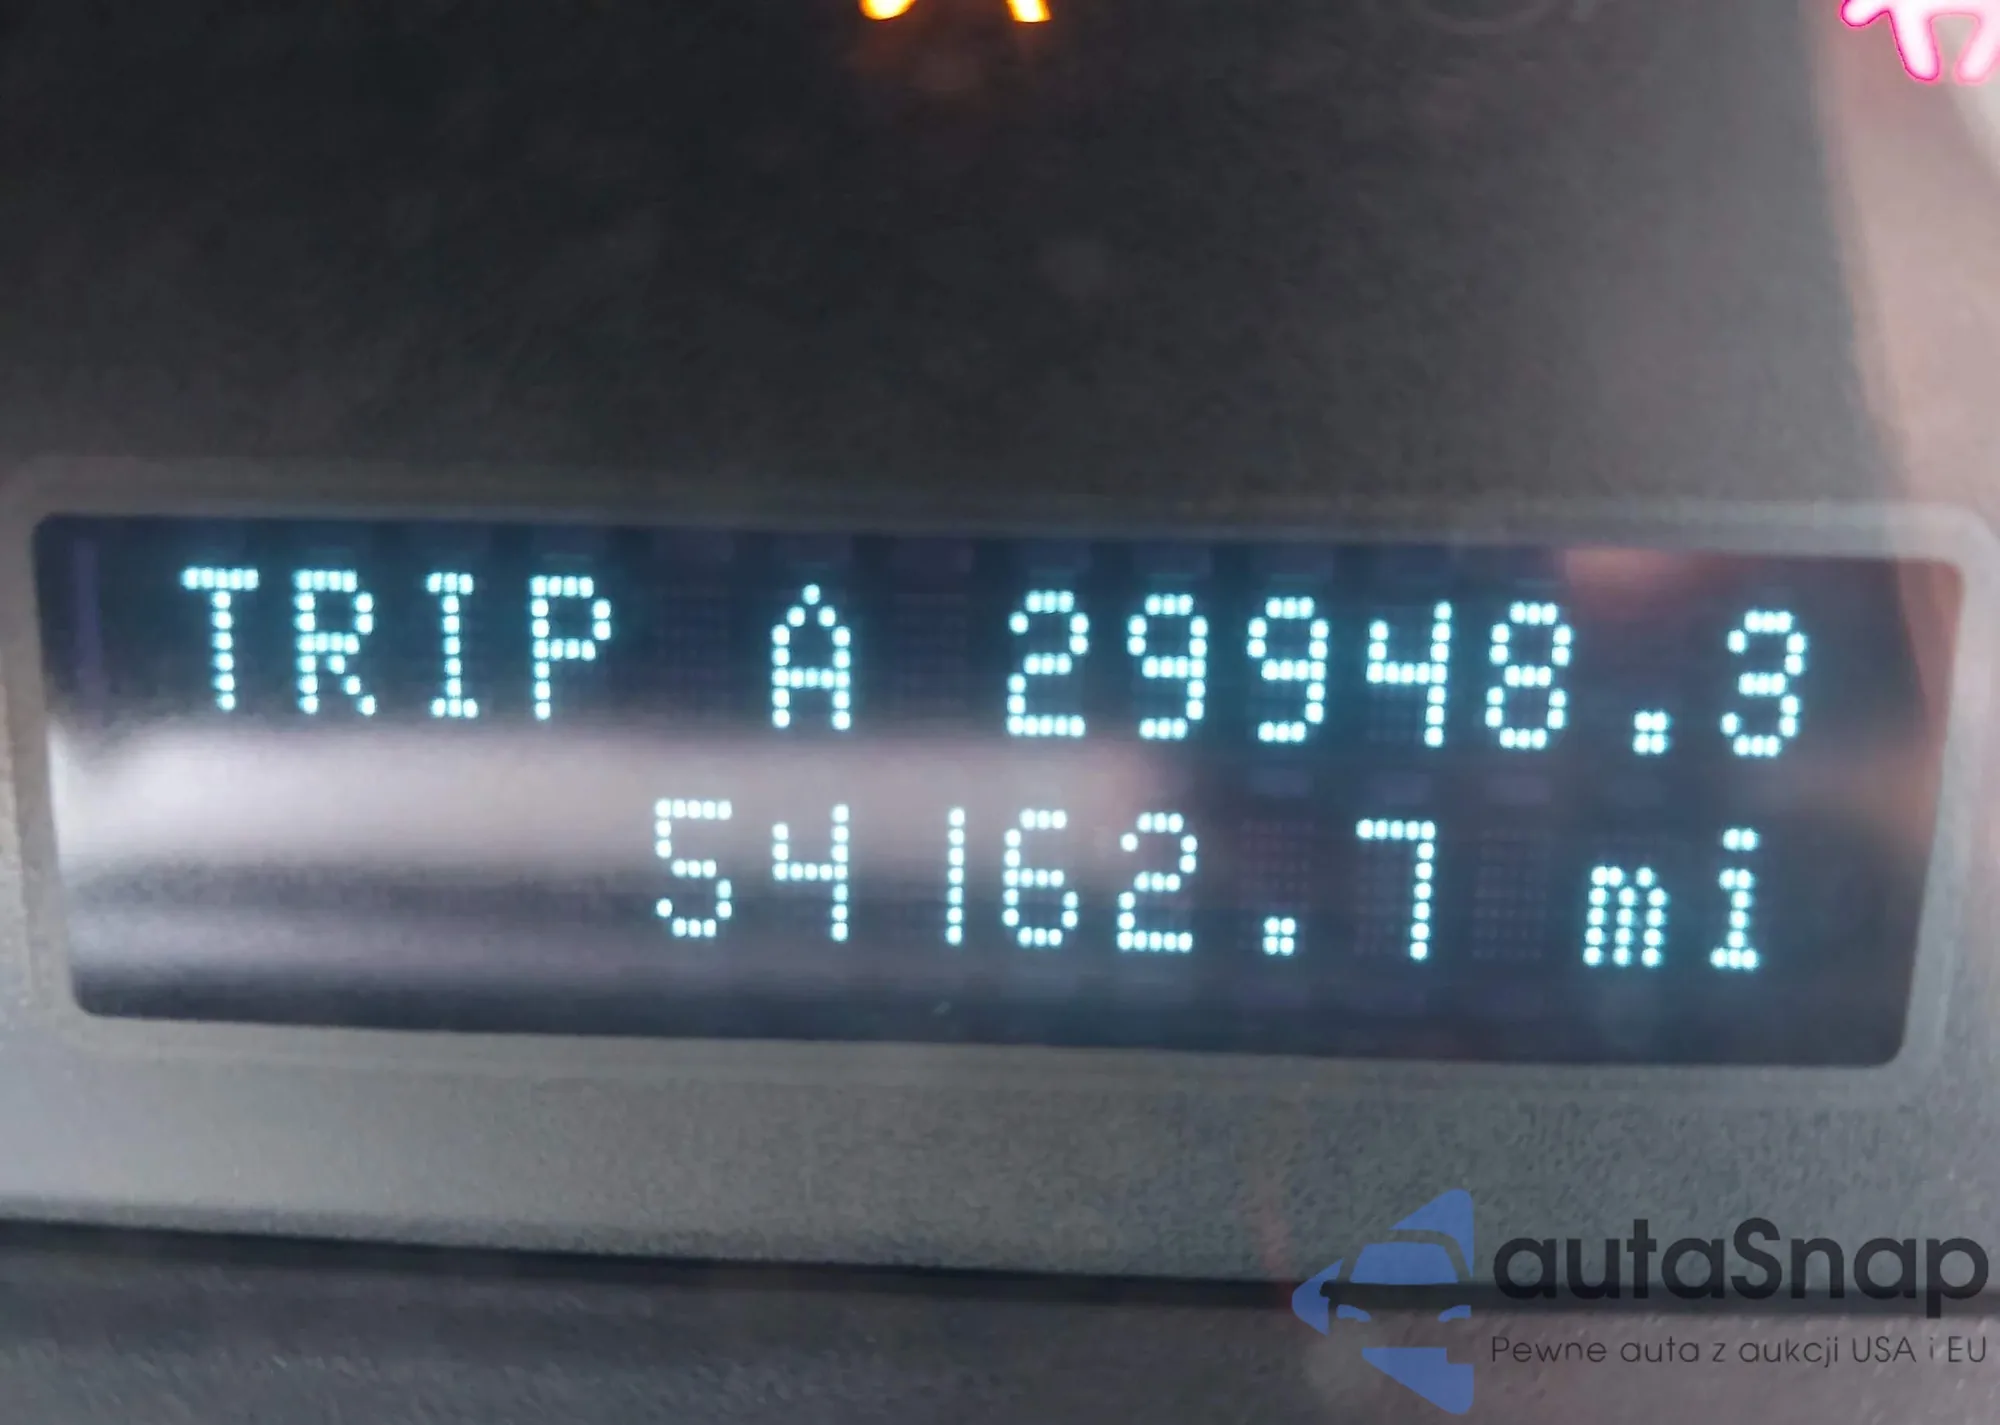 TRIP A 29948.3
54162.7 mi
autaSnap
Pewne auta z aukcji USA i EU